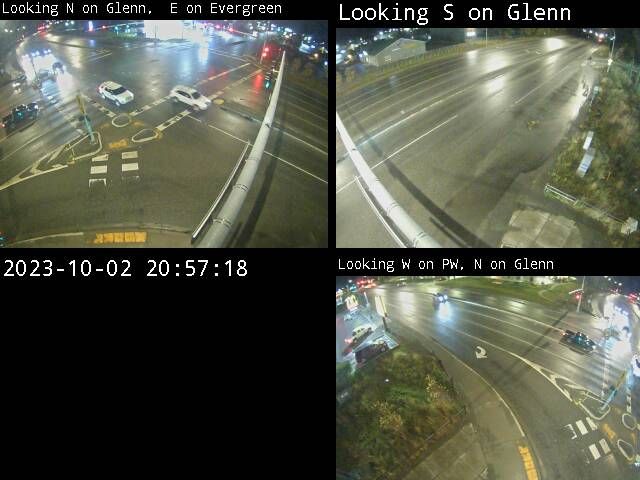 Looking N on Glenn, E on Evergreen
Looking S on Glenn
2023-10-02 20:57:18
Looking W on PW, N on Glenn